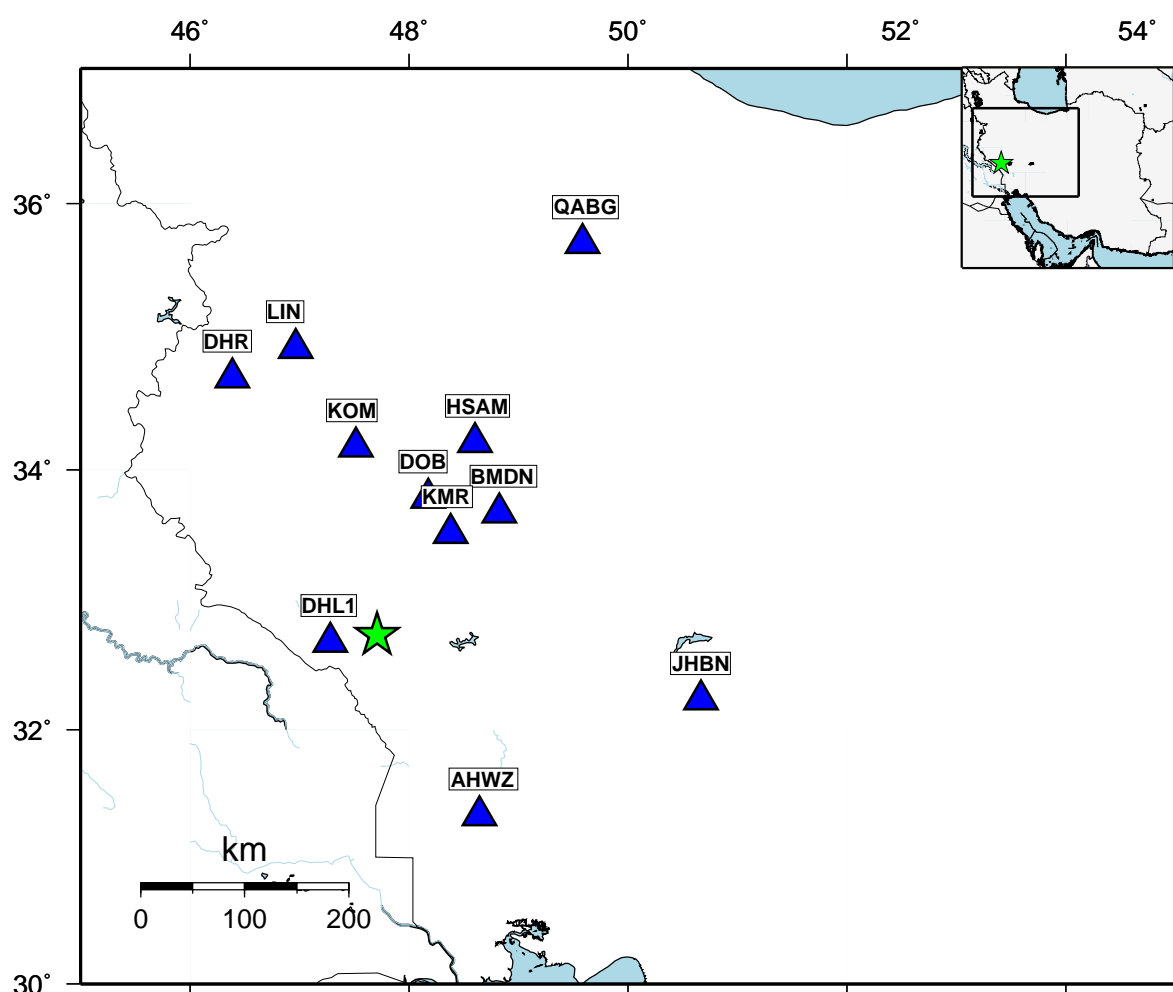 46˚ 48˚ 50˚ 52˚ 54˚
36˚
QABG
LIN
DHR
KOM
HSAM
34˚
DOB
BMDN
KMR
DHL1
JHBN
32˚
AHWZ
km
0 100 200
30˚